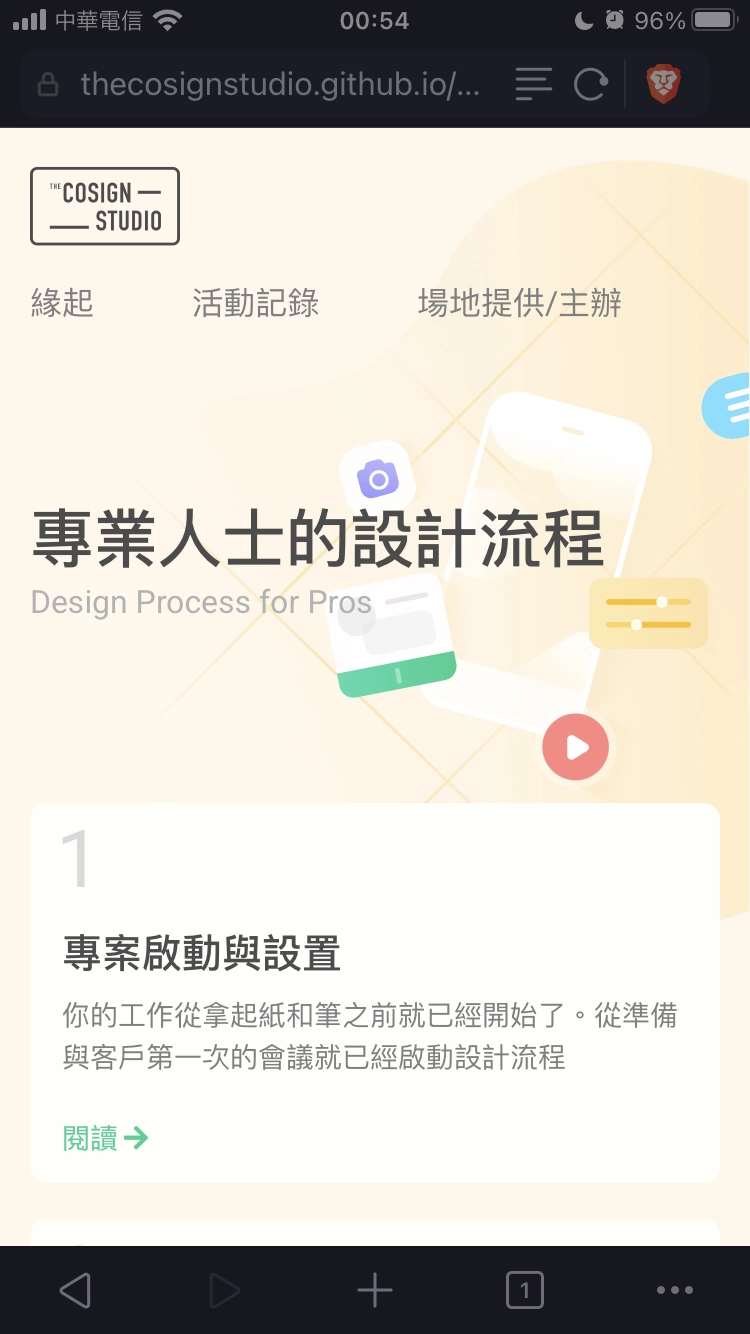 中華電信 00:54 96%
thecosignstudio.github.io/...
THE COSIGN
STUDIO
緣起 活動記錄 場地提供/主辦
專業人士的設計流程
Design Process for Pros
1
專案啟動與設置
你的工作從拿起紙和筆之前就已經開始了。從準備
與客戶第一次的會議就已經啟動設計流程
閱讀
1